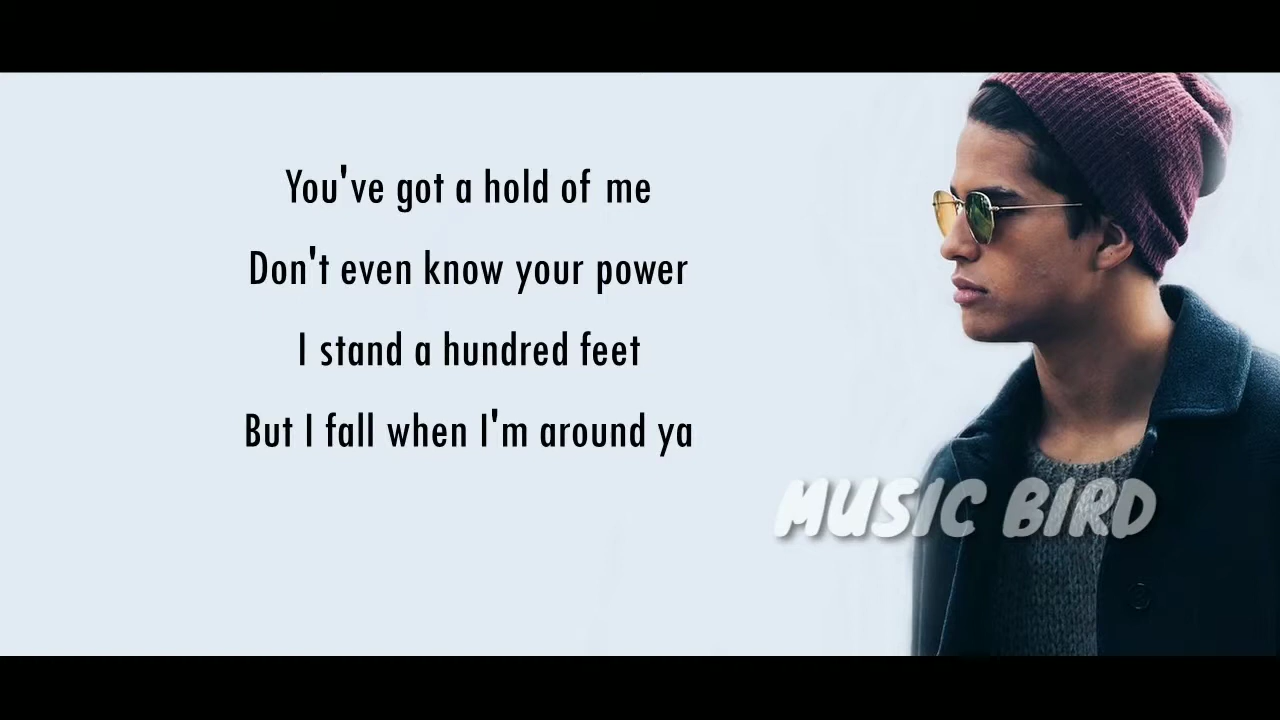 You've got a hold of me
Don't even know your power
I stand a hundred feet
But I fall when I'm around ya
MUSIC BIRD